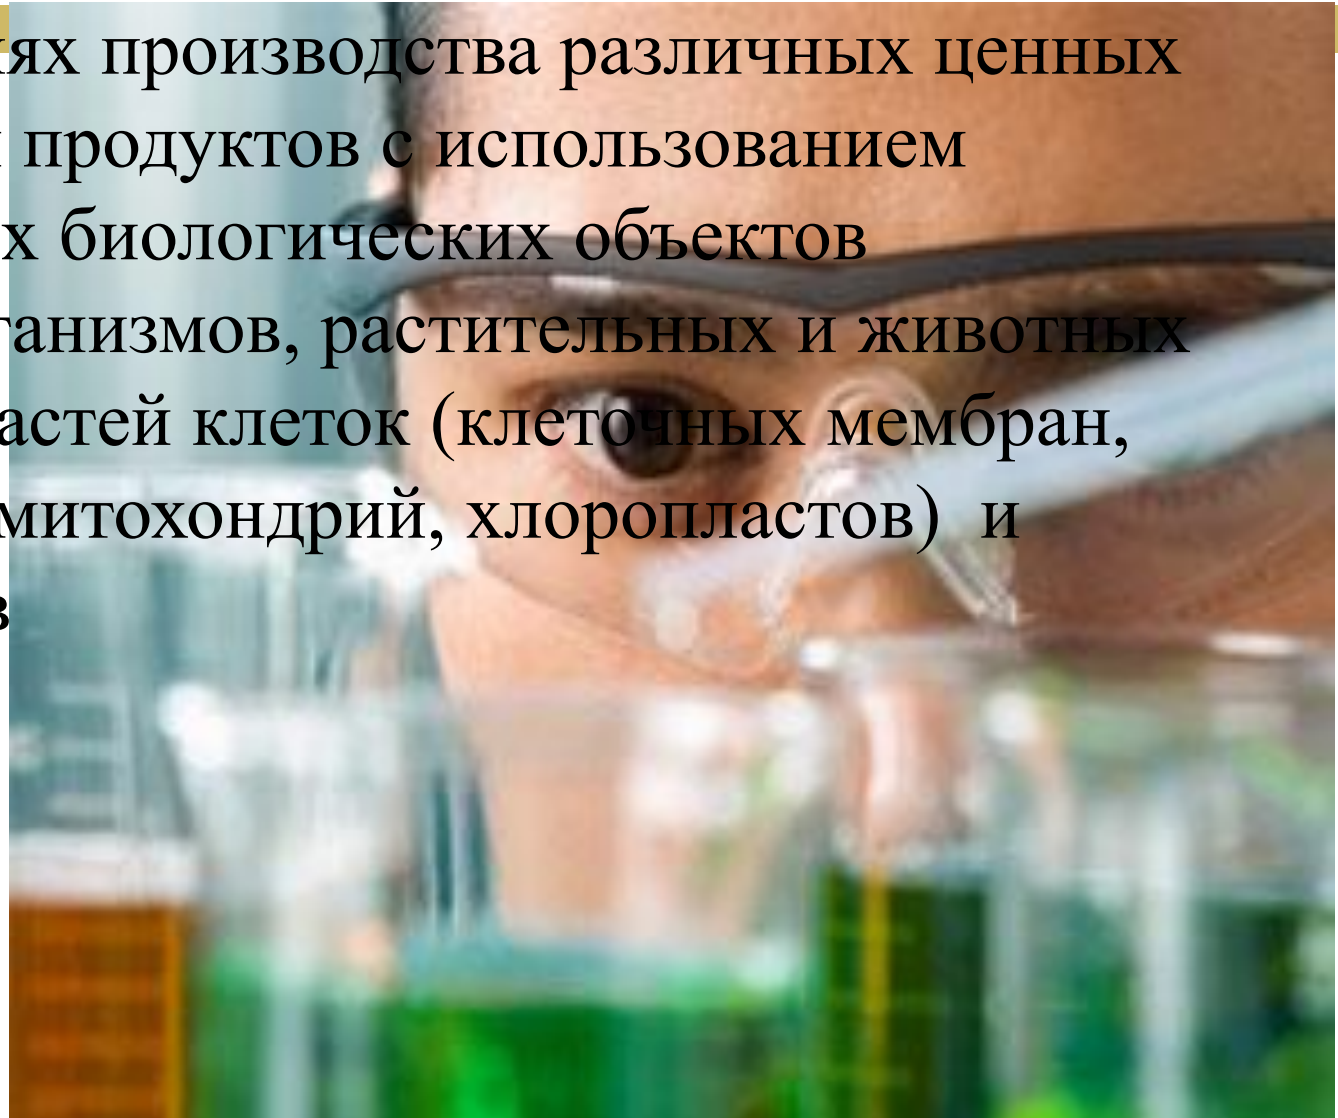 ях производства различных ценных
продуктов с использованием
х биологических объектов
ганизмов, растительных и животных
астей клеток (клеточных мембран,
митохондрий, хлоропластов) и
в